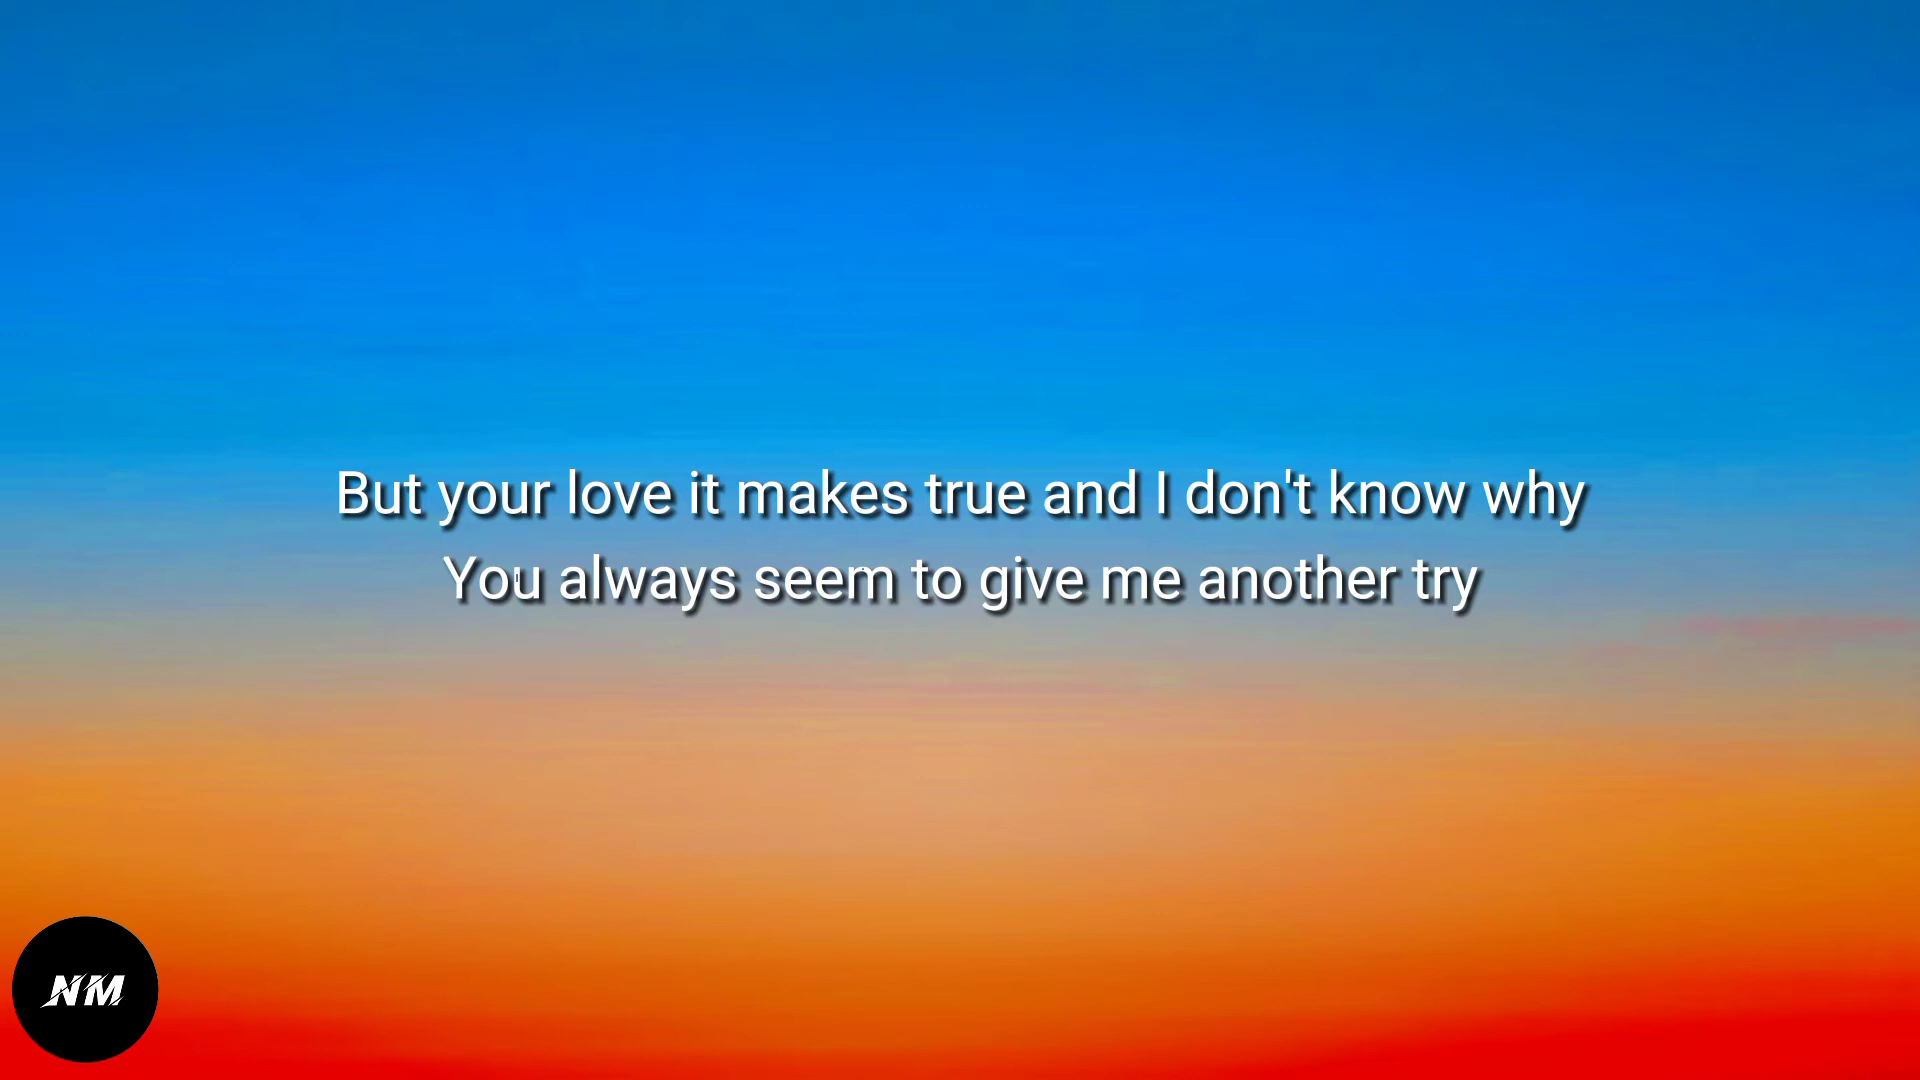 But your love it makes true and I don't know why
You always seem to give me another try
NM